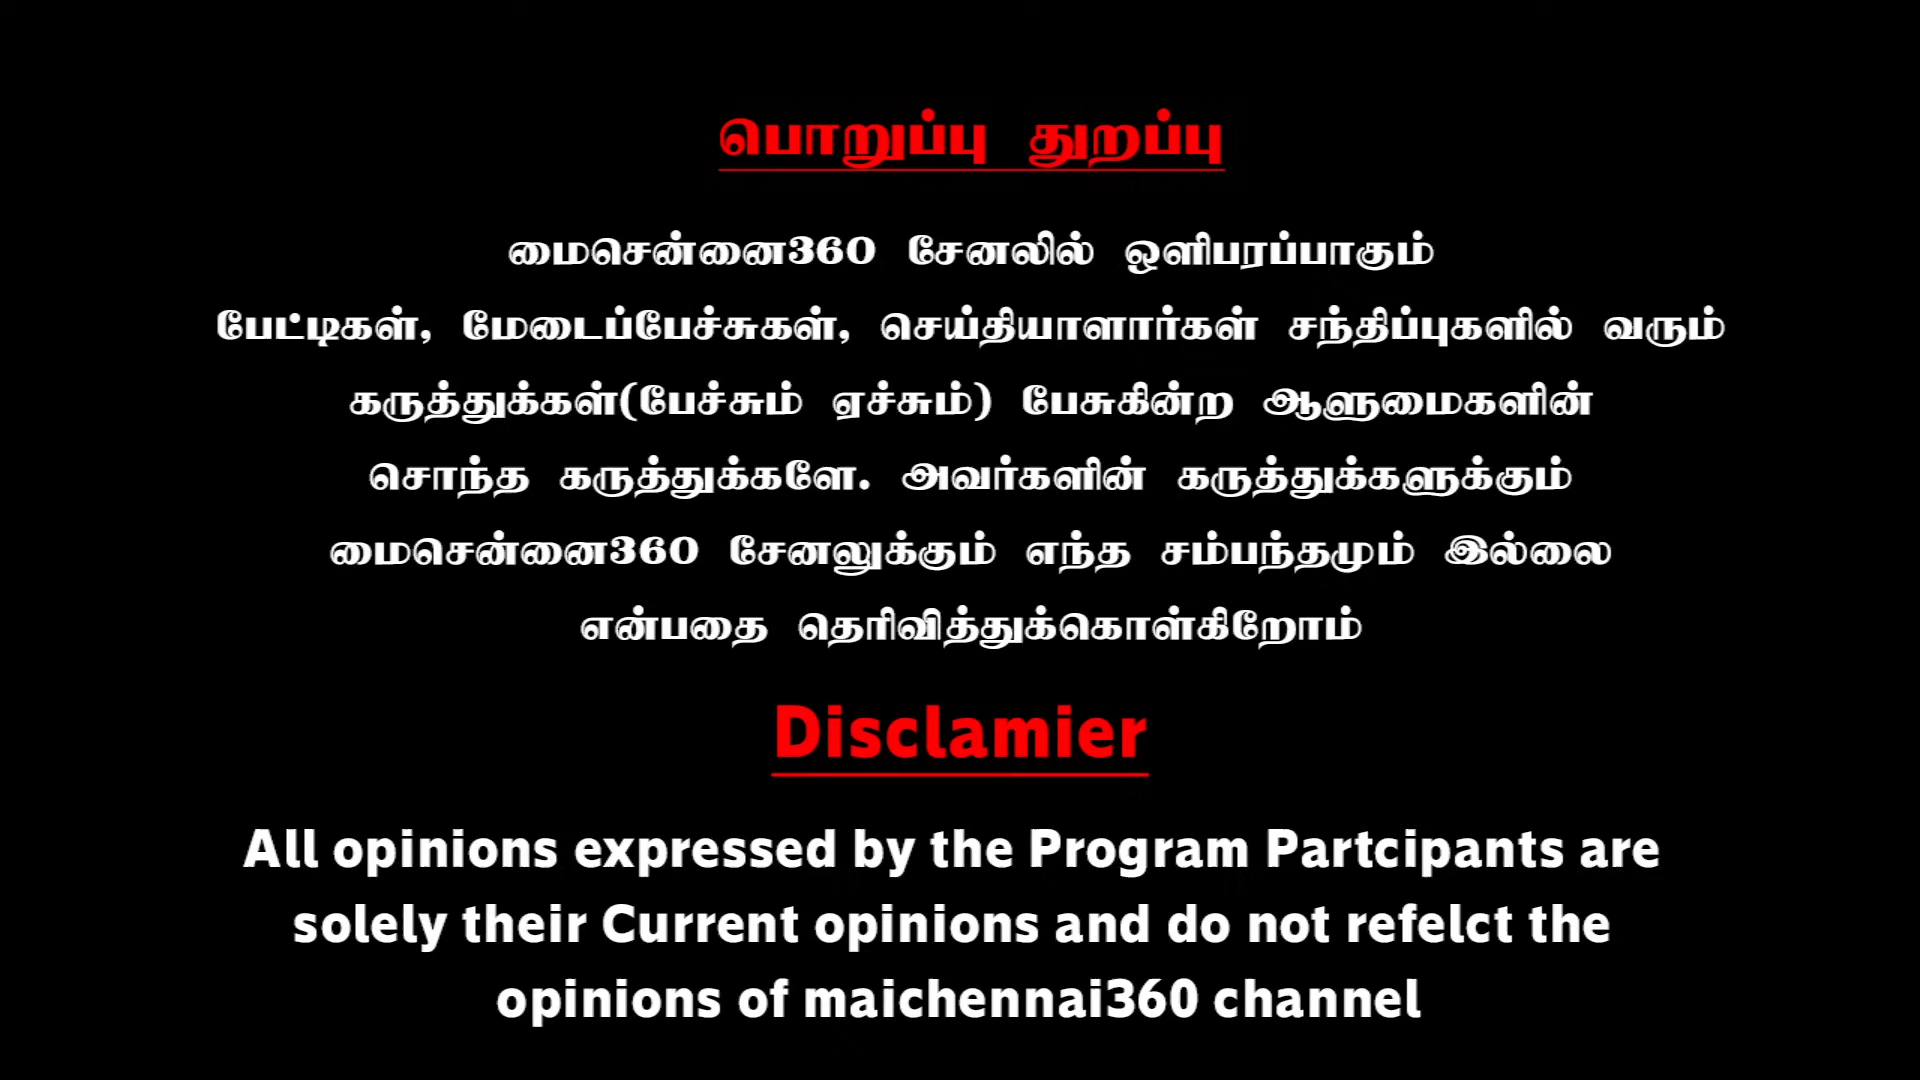 பொறுப்பு துறப்பு
மைசென்னை360 சேனலில் ஒளிபரப்பாகும்
பேட்டிகள், மேடைப்பேச்சுகள், செய்தியாளார்கள் சந்திப்புகளில் வரும்
கருத்துக்கள்(பேச்சும் ஏச்சும்) பேசுகின்ற ஆளுமைகளின்
சொந்த கருத்துக்களே. அவர்களின் கருத்துக்களுக்கும்
மைசென்னை360 சேனலுக்கும் எந்த சம்பந்தமும் இல்லை
என்பதை தெரிவித்துக்கொள்கிறோம்
Disclamier
All opinions expressed by the Program Partcipants are
solely their Current opinions and do not refelct the
opinions of maichennai360 channel